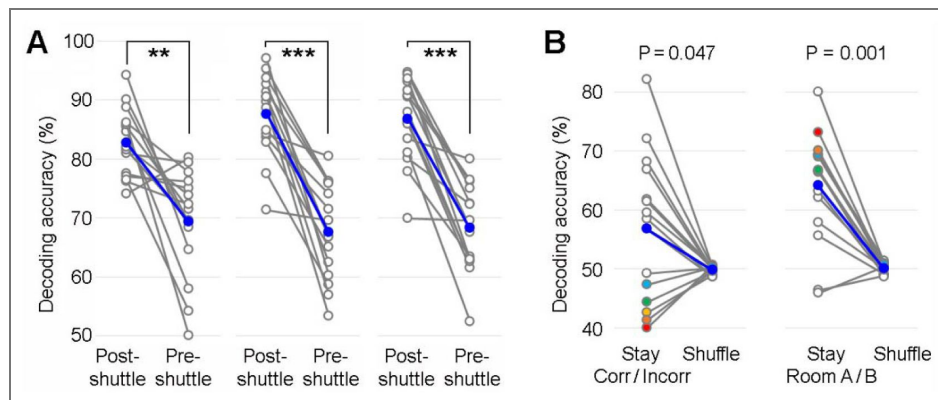 A
B
P = 0.047
P = 0.001
** *** ***
Decoding accuracy (%)
100
90
80
70
60
50
Post-shuttle Pre-shuttle Post-shuttle Pre-shuttle Post-shuttle Pre-shuttle
Decoding accuracy (%)
80
70
60
50
40
Stay Shuffle
Corr / Incorr
Stay Shuffle
Room A / B